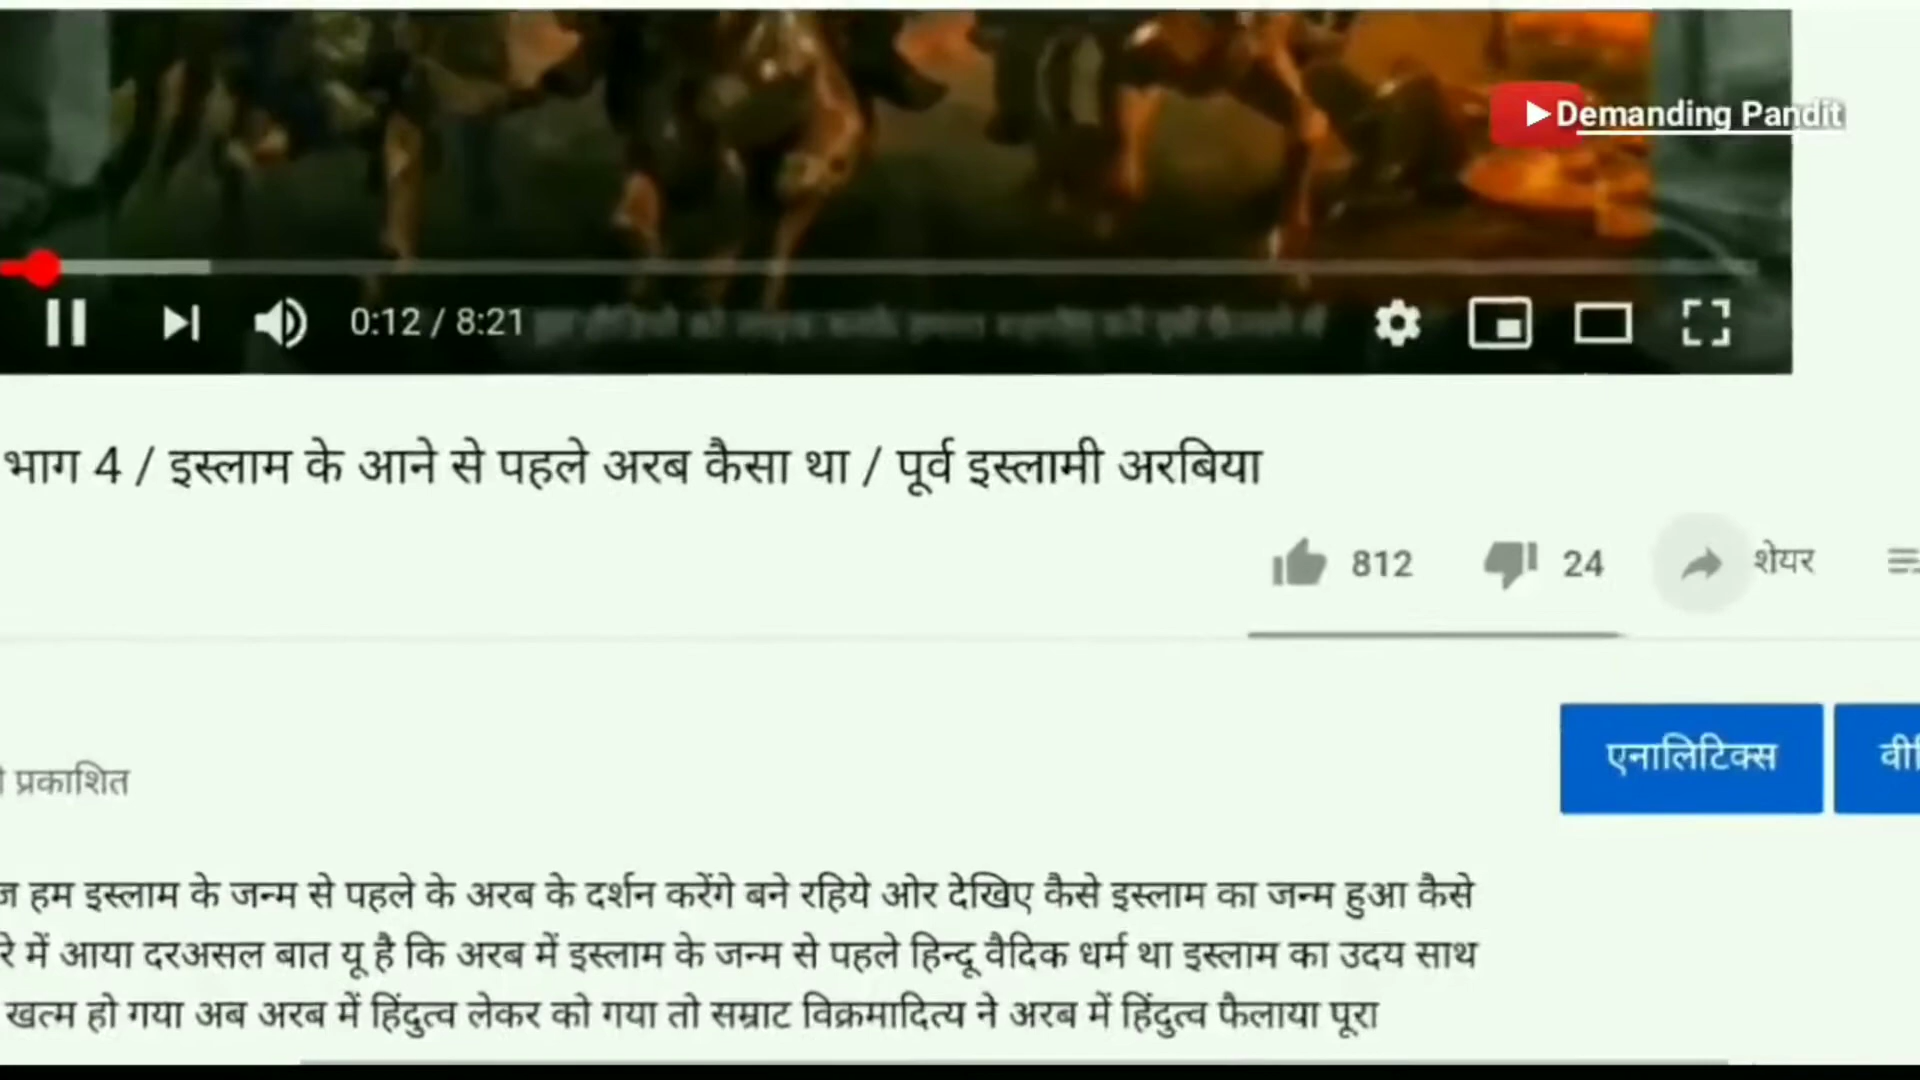 Demanding Pandit
0:12 / 8:21
भाग 4 / इस्लाम के आने से पहले अरब कैसा था / पूर्व इस्लामी अरबिया
812 24 शेयर
एनालिटिक्स
प्रकाशित
हम इस्लाम के जन्म से पहले के अरब के दर्शन करेंगे बने रहिये ओर देखिए कैसे इस्लाम का जन्म हुआ कैसे
में आया दरअसल बात यू है कि अरब में इस्लाम के जन्म से पहले हिन्दू वैदिक धर्म था इस्लाम का उदय साथ
खत्म हो गया अब अरब में हिंदुत्व लेकर को गया तो सम्राट विक्रमादित्य ने अरब में हिंदुत्व फैलाया पूरा